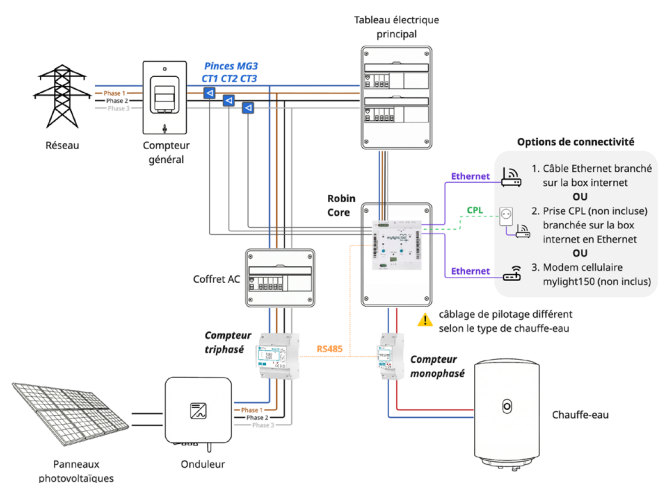 Tableau électrique
principal
Pinces MG3
CT1 CT2 CT3
Phase 1
Phase 2
Phase 3
Réseau
Compteur
général
Options de connectivité
Ethernet
1. Câble Ethernet branché
sur la box internet
OU
CPL
2. Prise CPL (non incluse)
branchée sur la box
internet en Ethernet
OU
Ethernet
3. Modem cellulaire
mylight150 (non inclus)
Robin
Core
Coffret AC
câblage de pilotage différent
selon le type de chauffe-eau
Compteur
triphasé
RS485
Compteur
monophasé
Phase 1
Phase 2
Phase 3
Chauffe-eau
Panneaux
photovoltaïques
Onduleur